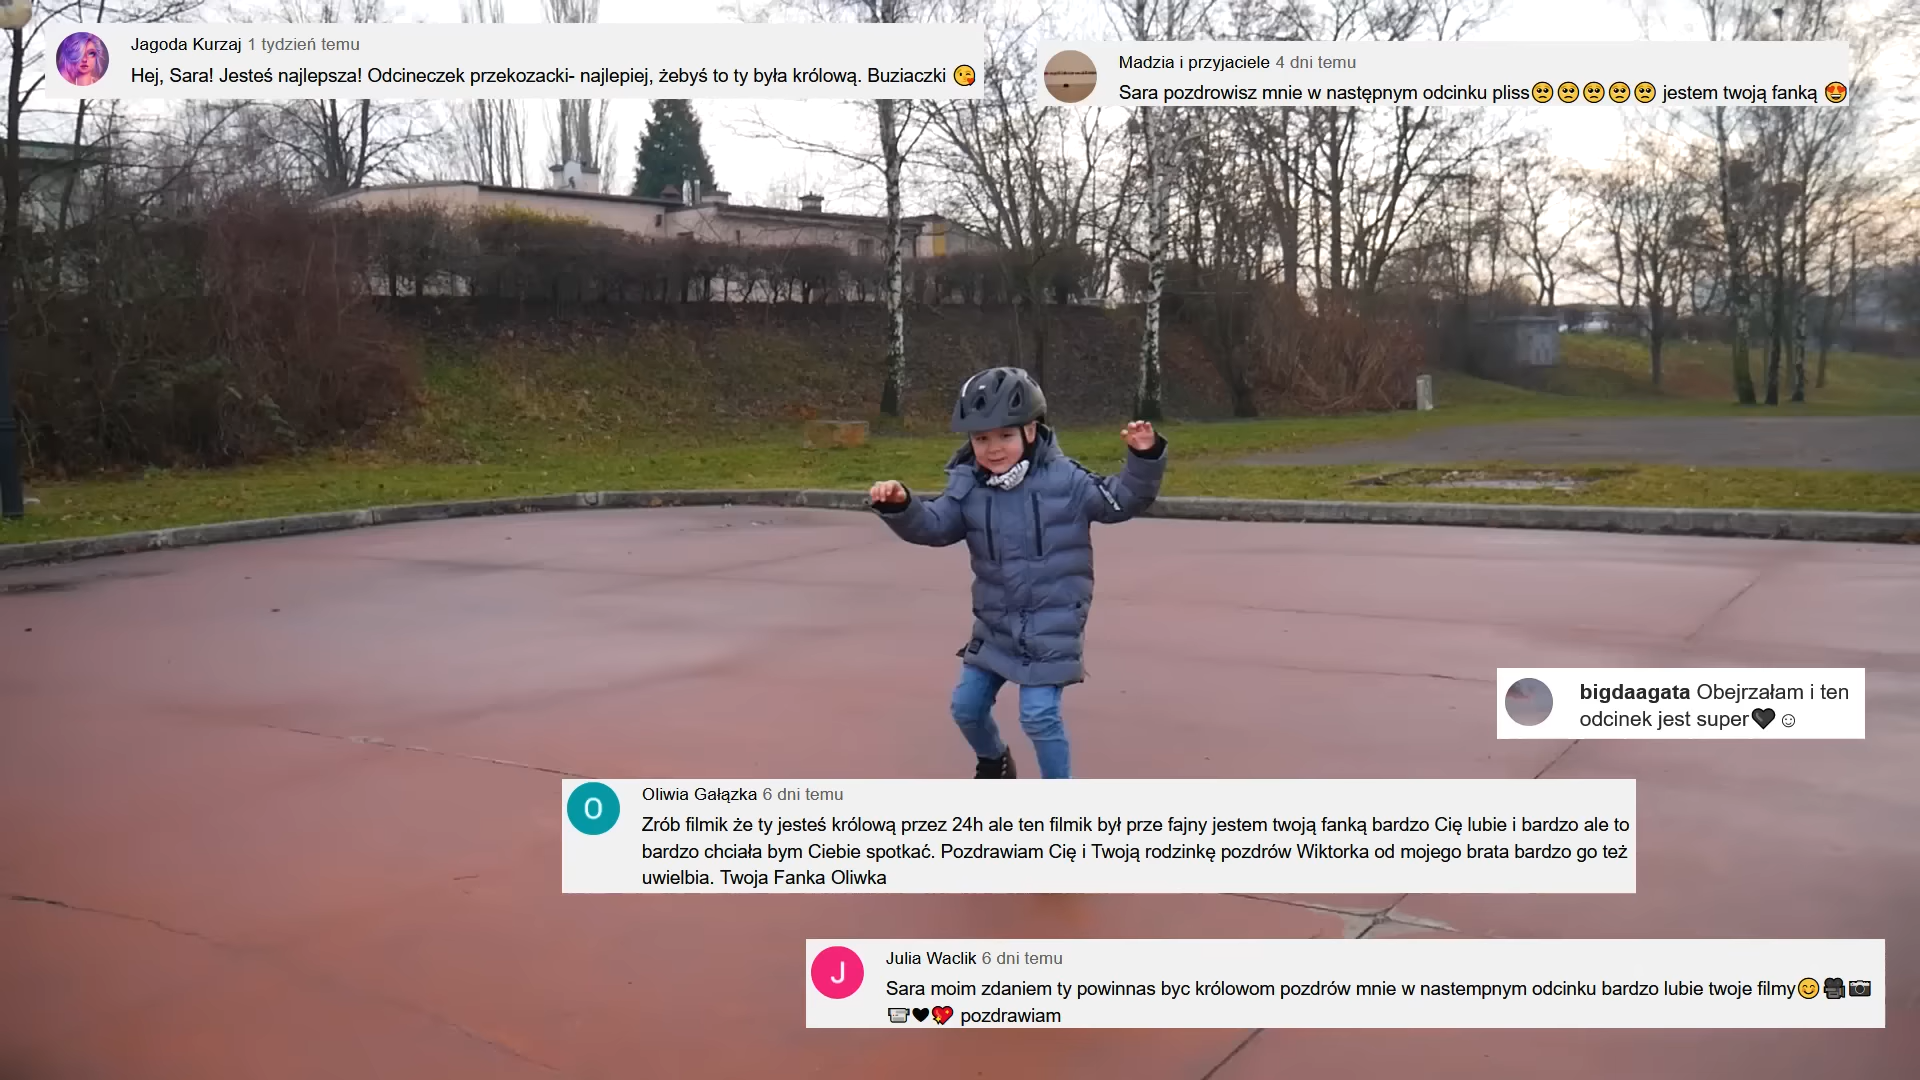 Jagoda Kurzaj 1 tydzień temu
Hej, Sara! Jesteś najlepsza! Odcineczek przekozacki- najlepiej, żebyś to ty była królową. Buziaczki 😘
Madzia i przyjaciele 4 dni temu
Sara pozdrowisz mnie w następnym odcinku pliss🥺🥺🥺🥺🥺 jestem twoją fanką 😍
bigdaagata Obejrzałam i ten
odcinek jest super🖤☺
O
Oliwia Gałązka 6 dni temu
Zrób filmik że ty jesteś królową przez 24h ale ten filmik był prze fajny jestem twoją fanką bardzo Cię lubie i bardzo ale to
bardzo chciała bym Ciebie spotkać. Pozdrawiam Cię i Twoją rodzinkę pozdrów Wiktorka od mojego brata bardzo go też
uwielbia. Twoja Fanka Oliwka
J
Julia Waclik 6 dni temu
Sara moim zdaniem ty powinnas byc królowom pozdrów mnie w nastempnym odcinku bardzo lubie twoje filmy😊🎥📷
📽🖤💖 pozdrawiam